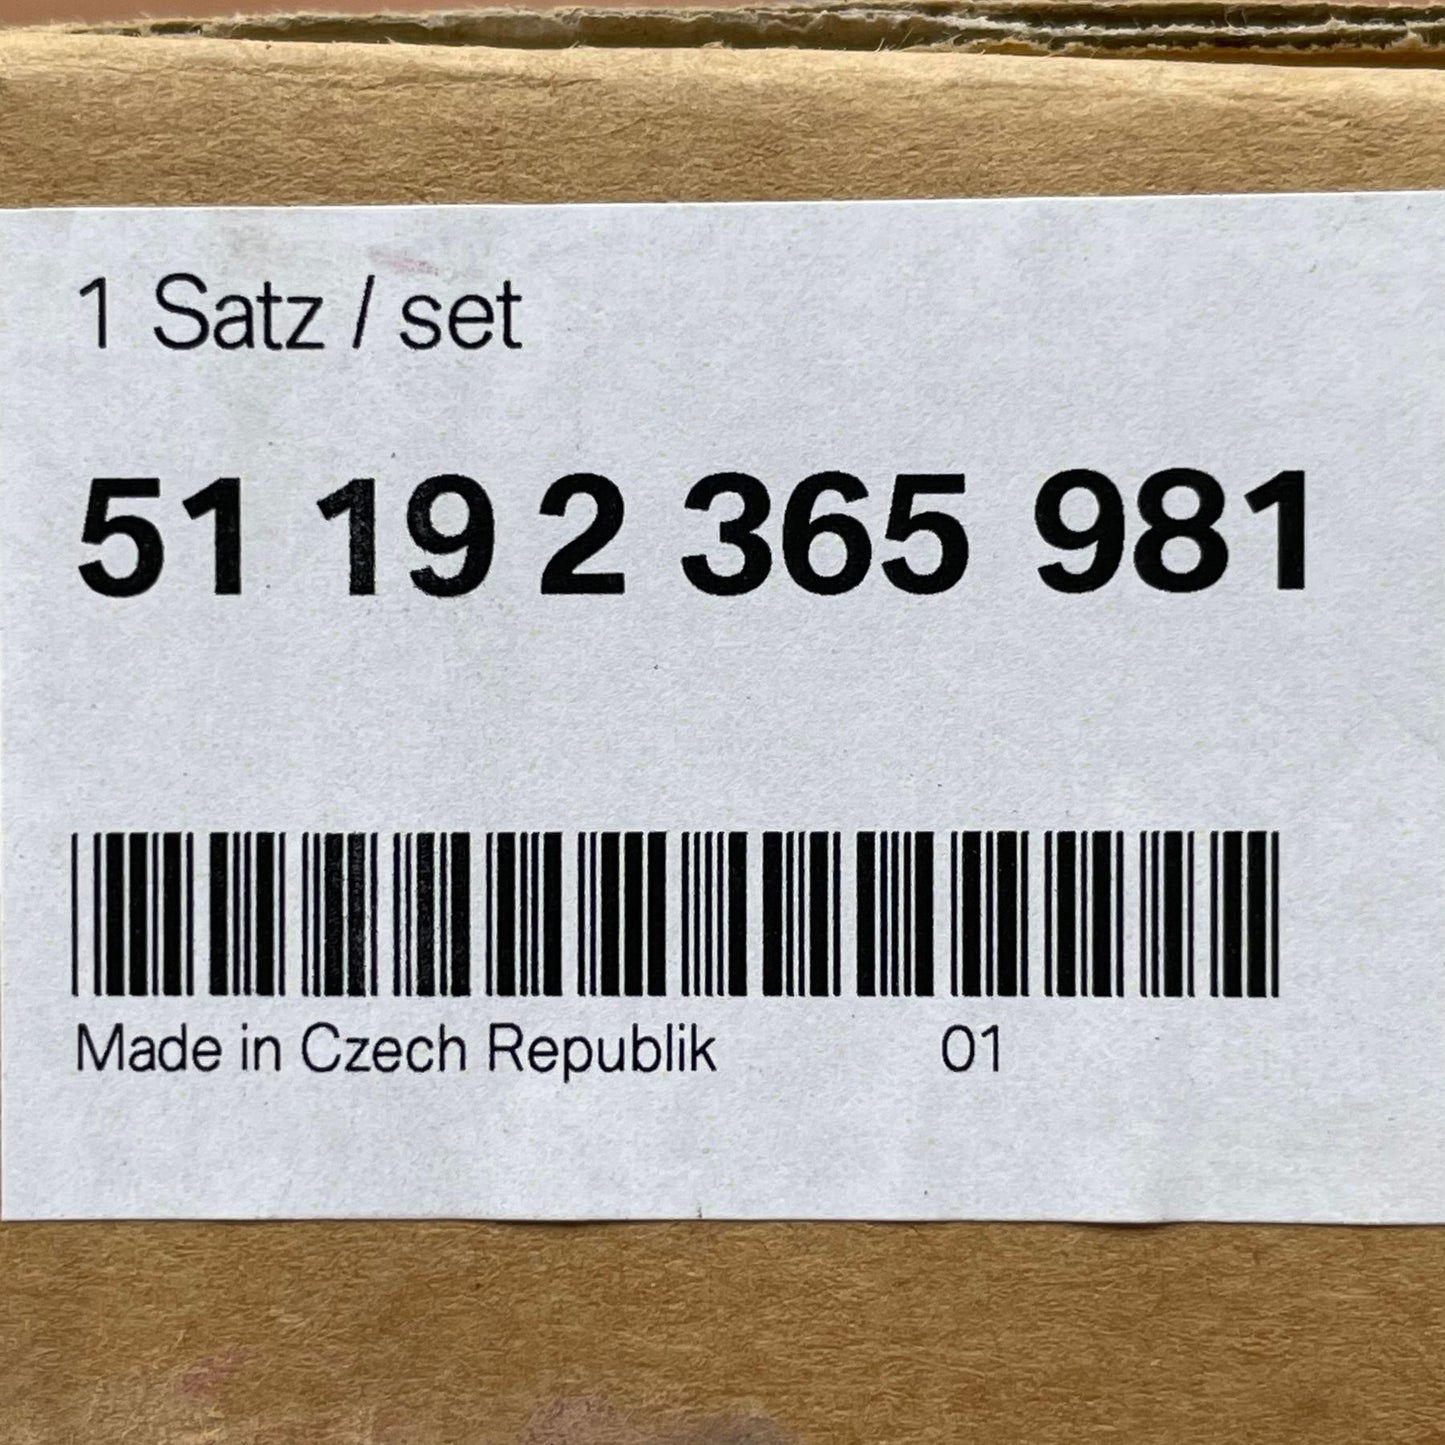 1 Satz / set
51 19 2 365 981
Made in Czech Republik 01